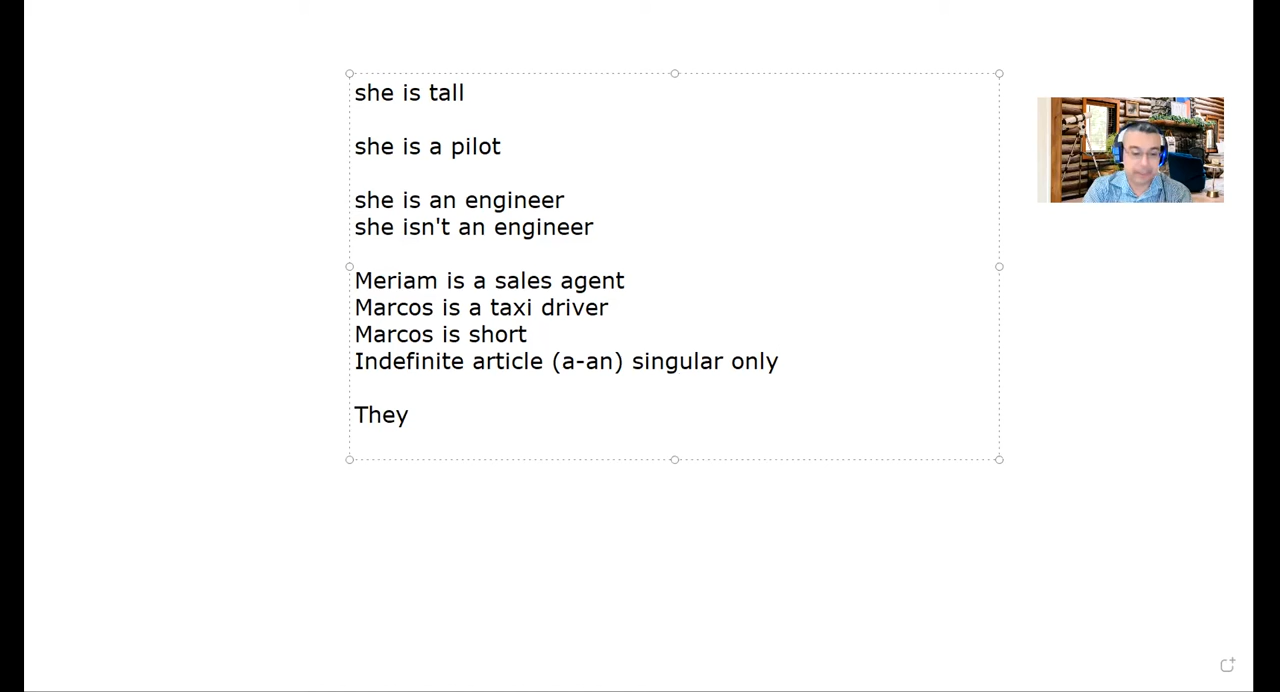 she is tall
she is a pilot
she is an engineer
she isn't an engineer
Meriam is a sales agent
Marcos is a taxi driver
Marcos is short
Indefinite article (a-an) singular only
They